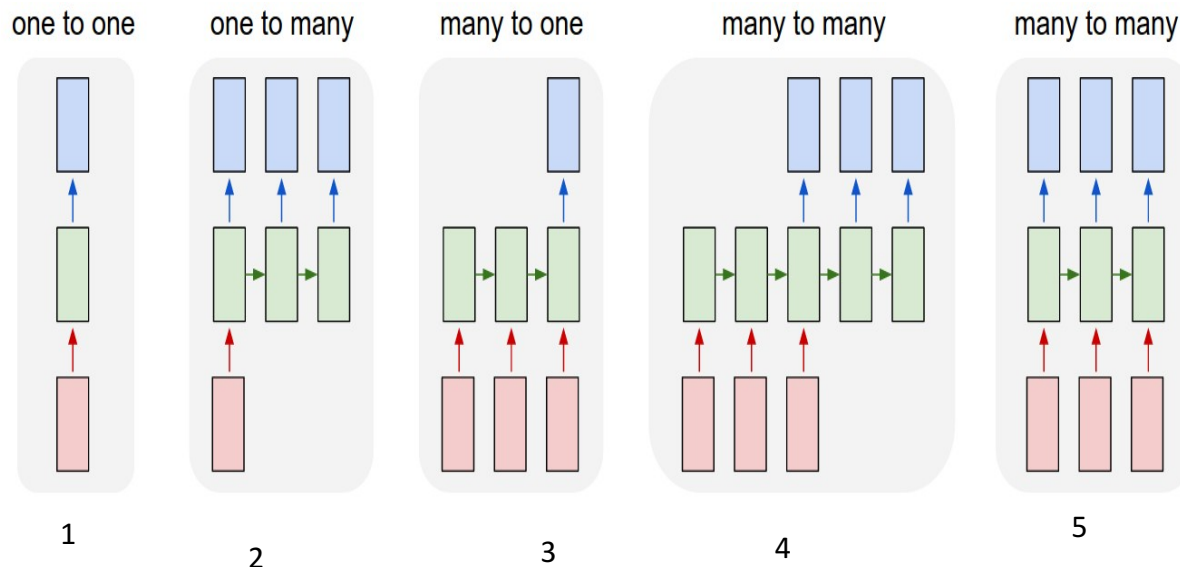 one to one
one to many
many to one
many to many
many to many
1
2
3
4
5